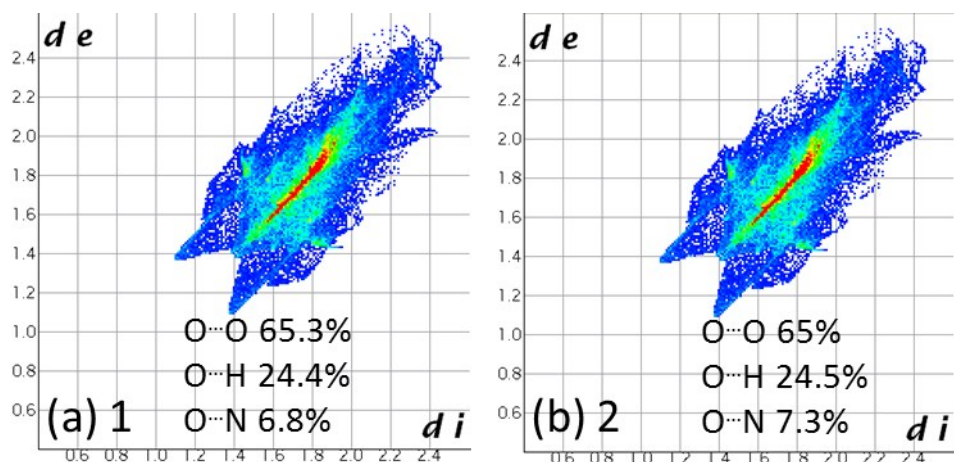 d e
2.4
2.2
2.0
1.8
1.6
1.4
1.2
1.0
0.8
0.6
O···O 65.3%
O···H 24.4%
O···N 6.8%
(a) 1
d i
0.6 0.8 1.0 1.2 1.4 1.6 1.8 2.0 2.2 2.4
d e
2.4
2.2
2.0
1.8
1.6
1.4
1.2
1.0
0.8
0.6
O···O 65%
O···H 24.5%
O···N 7.3%
(b) 2
d i
0.6 0.8 1.0 1.2 1.4 1.6 1.8 2.0 2.2 2.4